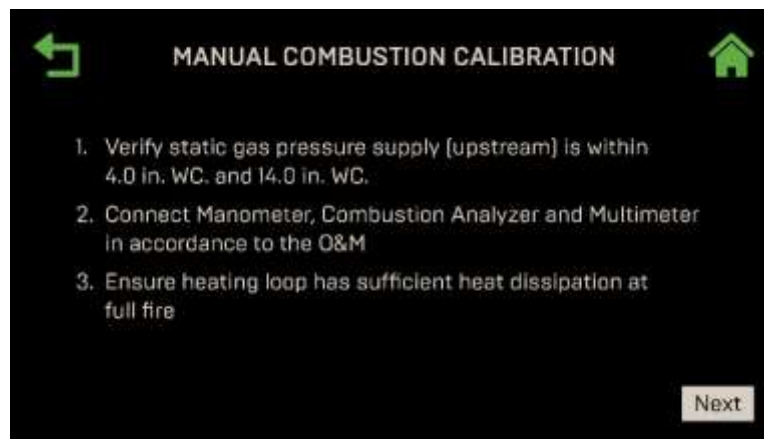 MANUAL COMBUSTION CALIBRATION
1. Verify static gas pressure supply (upstream) is within
4.0 in. WC. and 14.0 in. WC.
2. Connect Manometer, Combustion Analyzer and Multimeter
in accordance to the O&M
3. Ensure heating loop has sufficient heat dissipation at
full fire
Next